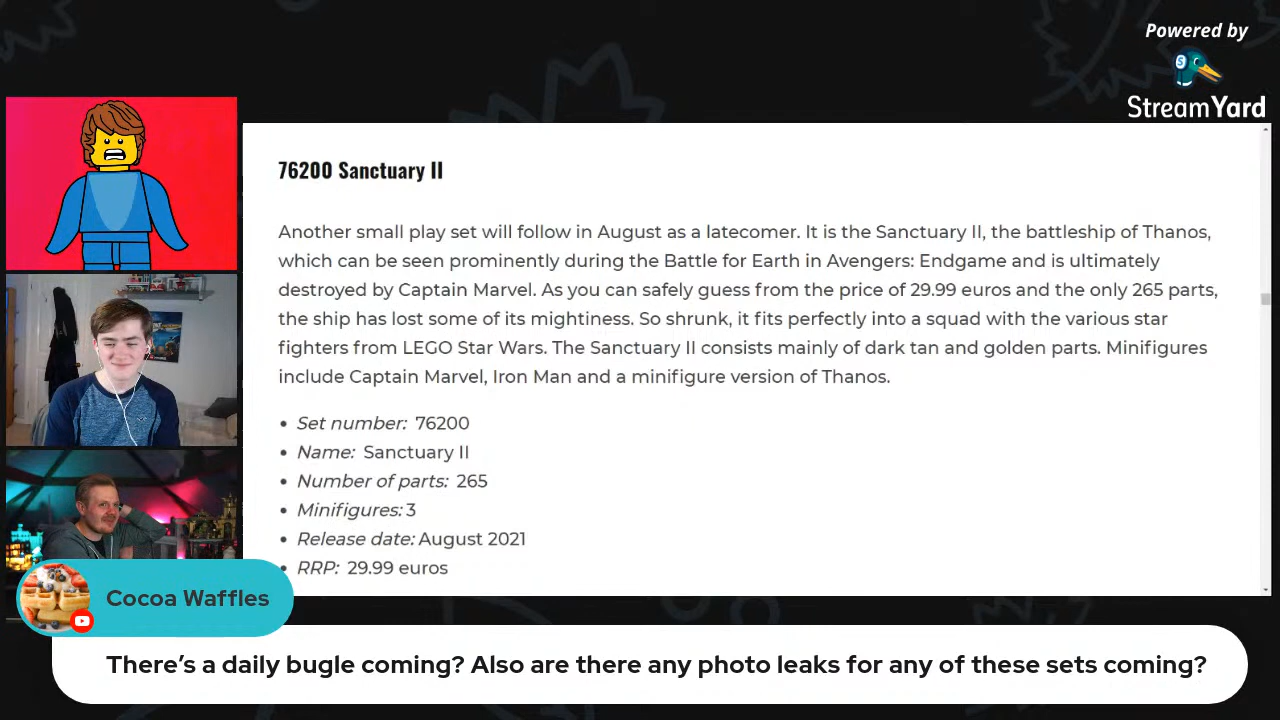 Powered by
StreamYard
76200 Sanctuary II
Another small play set will follow in August as a latecomer. It is the Sanctuary II, the battleship of Thanos,
which can be seen prominently during the Battle for Earth in Avengers: Endgame and is ultimately
destroyed by Captain Marvel. As you can safely guess from the price of 29.99 euros and the only 265 parts,
the ship has lost some of its mightiness. So shrunk, it fits perfectly into a squad with the various star
fighters from LEGO Star Wars. The Sanctuary II consists mainly of dark tan and golden parts. Minifigures
include Captain Marvel, Iron Man and a minifigure version of Thanos.
• Set number: 76200
• Name: Sanctuary II
• Number of parts: 265
• Minifigures: 3
• Release date: August 2021
• RRP: 29.99 euros
Cocoa Waffles
There's a daily bugle coming? Also are there any photo leaks for any of these sets coming?